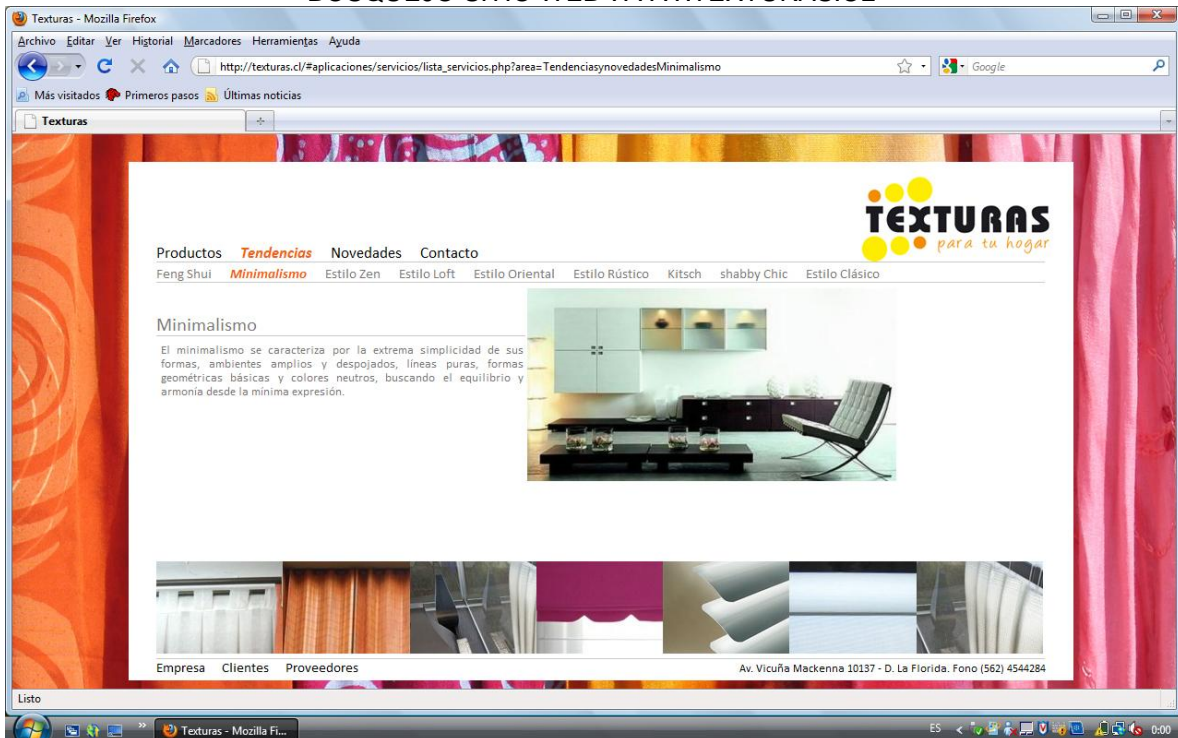 Texturas - Mozilla Firefox
Archivo Editar Ver Historial Marcadores Herramientas Ayuda
http://texturas.cl/#aplicaciones/servicios/lista_servicios.php?area=TendenciasynovedadesMinimalismo
Google
Más visitados Primeros pasos Últimas noticias
Texturas
TEXTURAS
para tu hogar
Productos Tendencias Novedades Contacto
Feng Shui Minimalismo Estilo Zen Estilo Loft Estilo Oriental Estilo Rústico Kitsch shabby Chic Estilo Clásico
Minimalismo
El minimalismo se caracteriza por la extrema simplicidad de sus
formas, ambientes amplios y despojados, líneas puras, formas
geométricas básicas y colores neutros, buscando el equilibrio y
armonía desde la mínima expresión.
Empresa Clientes Proveedores
Av. Vicuña Mackenna 10137 - D. La Florida. Fono (562) 4544284
Listo
Texturas - Mozilla Fi...
ES
0:00